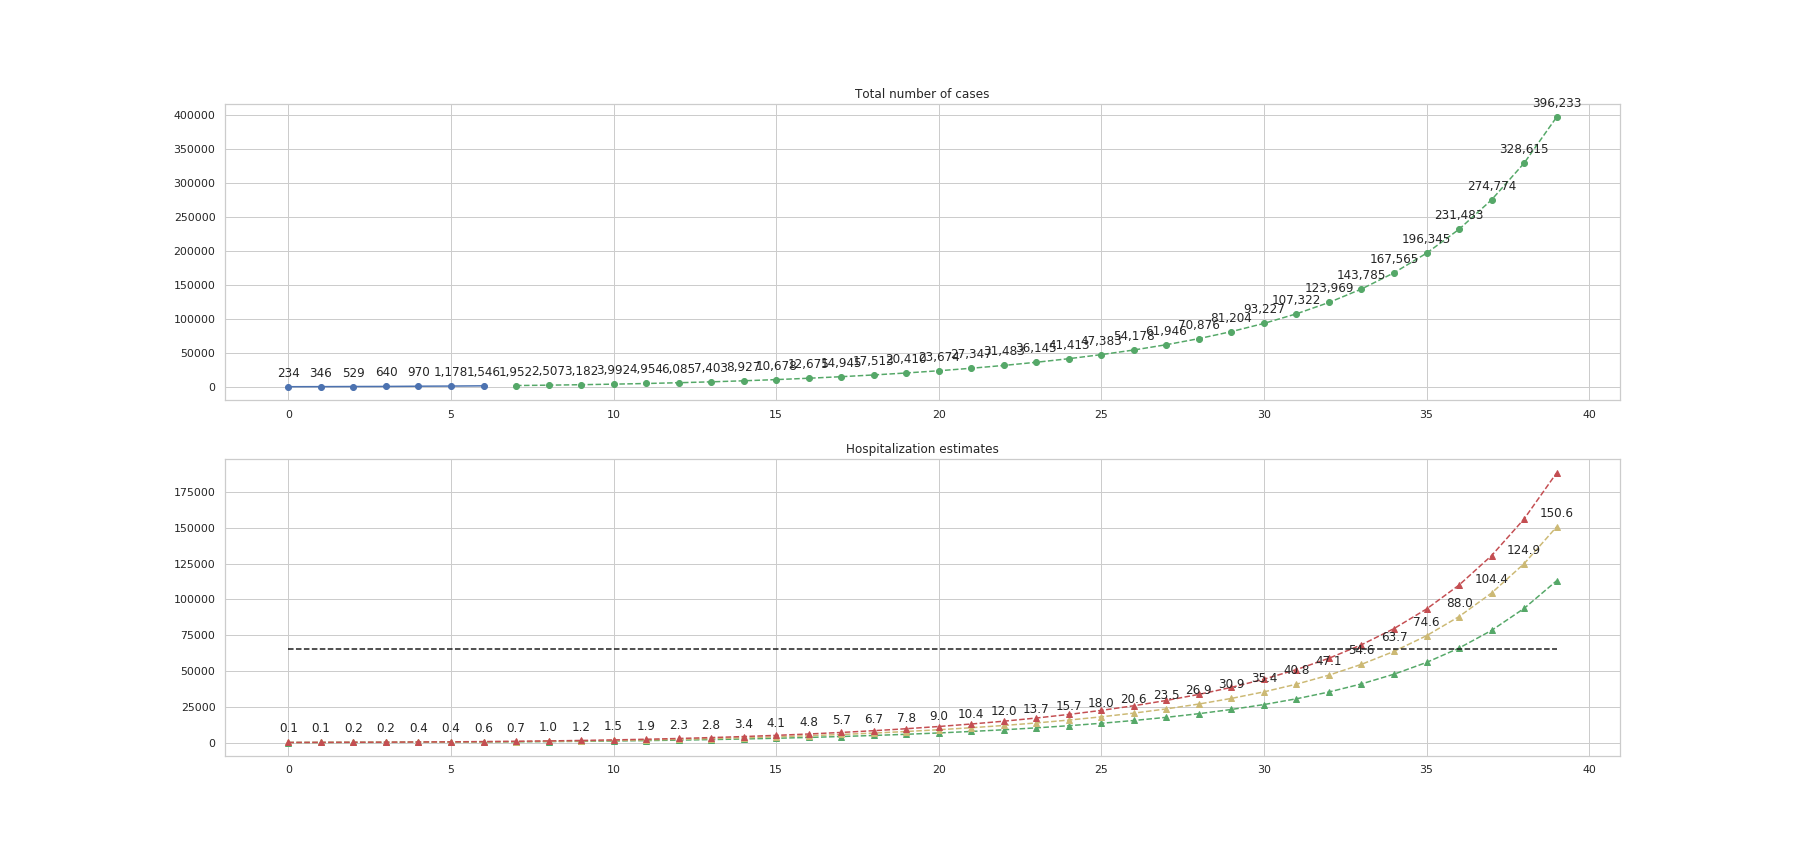 Total number of cases
400000
350000
300000
250000
200000
150000
100000
50000
0
234 346 529 640 970 1,178 1,546 1,952 2,507 3,182 3,992 4,954 6,085 7,403 8,927 10,678 12,675 14,945 17,513 20,416 23,674 27,347 31,483 36,145 41,413 47,383 54,178 61,946 70,876 81,204 93,227 107,322 123,969 143,785 167,565 196,345 231,483 274,774 328,615 396,233
0 5 10 15 20 25 30 35 40
Hospitalization estimates
175000
150000
125000
100000
75000
50000
25000
0
0.1 0.1 0.2 0.2 0.4 0.4 0.6 0.7 1.0 1.2 1.5 1.9 2.3 2.8 3.4 4.1 4.8 5.7 6.7 7.8 9.0 10.4 12.0 13.7 15.7 18.0 20.6 23.5 26.9 30.9 35.4 40.8 47.1 54.6 63.7 74.6 88.0 104.4 124.9 150.6
0 5 10 15 20 25 30 35 40